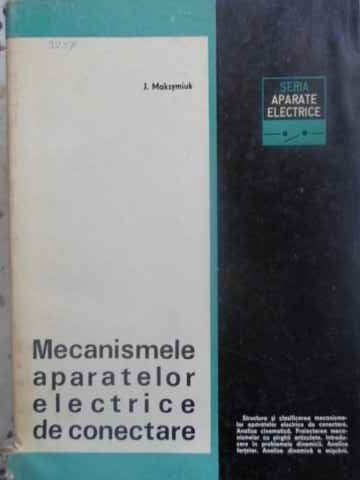 3257
J. Maksymiuk
SERIA
APARATE
ELECTRICE
Mecanismele
aparatelor
electrice
de conectare
Structura și clasificarea mecanisme-
lor aparatelor electrice de conectare.
Analiza cinematică. Proiectarea meca-
nismelor cu pîrghii articulate. Introdu-
cere în problemele dinamicii. Analiza
forțelor. Analiza dinamică a mișcării.